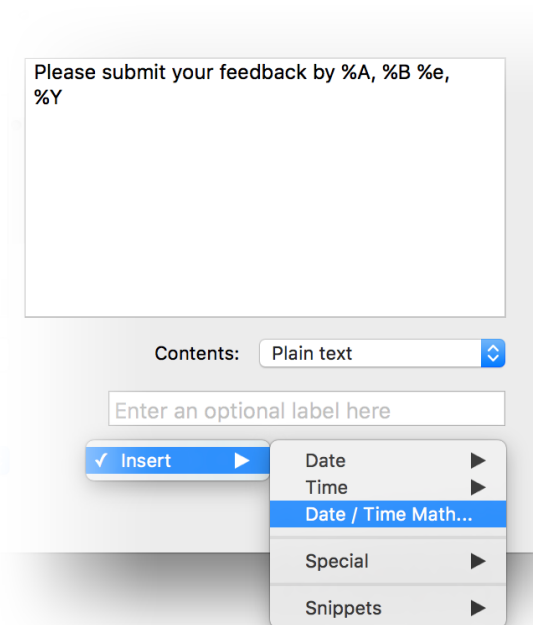 Please submit your feedback by %A, %B %e,
%Y
Contents: Plain text
Enter an optional label here
✓ Insert
Date
Time
Date / Time Math...
Special
Snippets